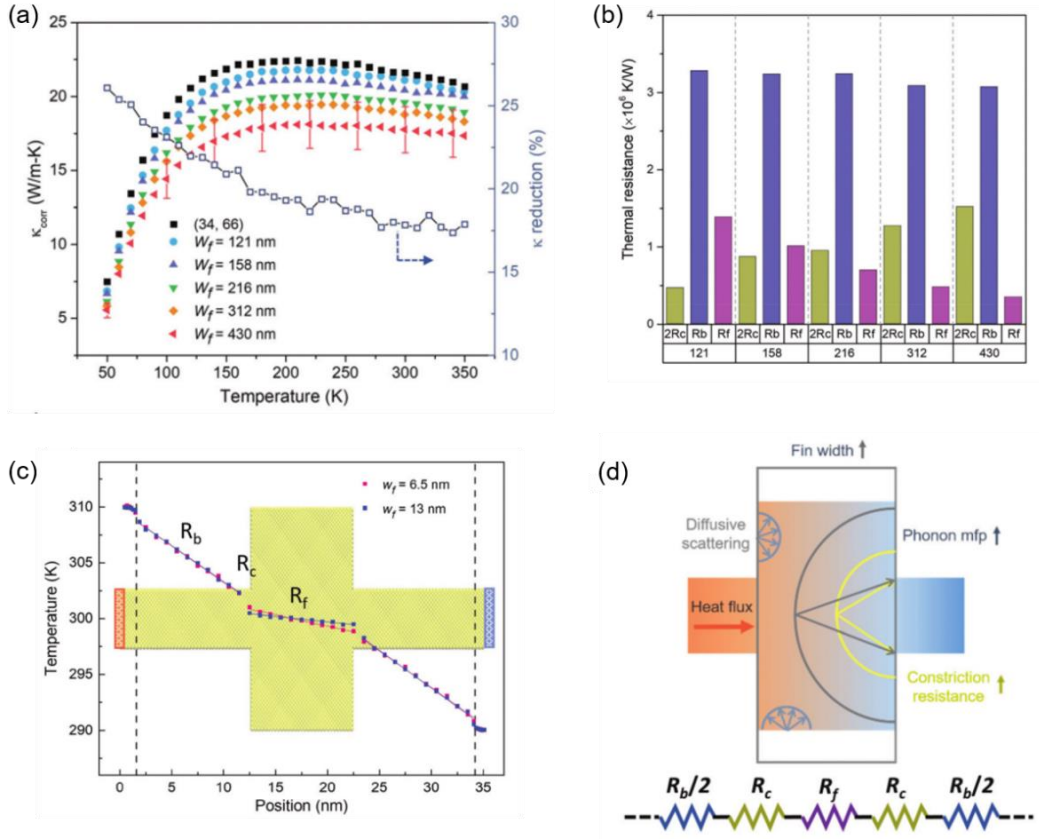 (a)
25
20
15
10
5
κcorr (W/m-K)
50 100 150 200 250 300 350
Temperature (K)
30
25
20
15
10
κ reduction (%)
(34, 66)
Wf = 121 nm
Wf = 158 nm
Wf = 216 nm
Wf = 312 nm
Wf = 430 nm
(b)
4
3
2
1
0
Thermal resistance (×10⁶ K/W)
2Rc Rb Rf 2Rc Rb Rf 2Rc Rb Rf 2Rc Rb Rf 2Rc Rb Rf
121 158 216 312 430
(c)
310
305
300
295
290
Temperature (K)
wf = 6.5 nm
wf = 13 nm
Rb
Rc
Rf
0 5 10 15 20 25 30 35
Position (nm)
(d)
Fin width
Diffusive
scattering
Phonon mfp
Heat flux
Constriction
resistance
Rb/2 Rc Rf Rc Rb/2